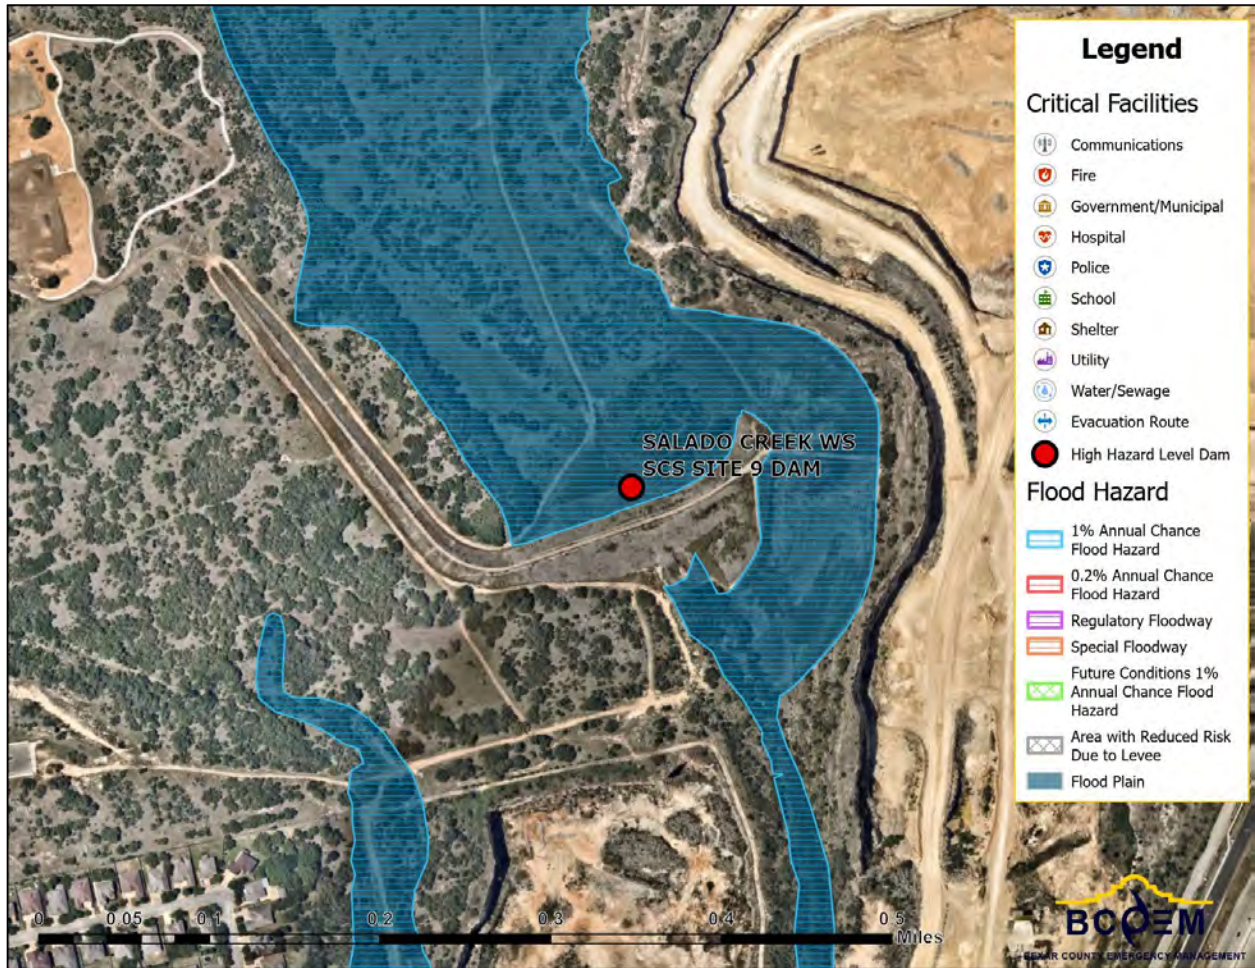 Legend
Critical Facilities
Communications
Fire
Government/Municipal
Hospital
Police
School
Shelter
Utility
Water/Sewage
Evacuation Route
High Hazard Level Dam
Flood Hazard
1% Annual Chance
Flood Hazard
0.2% Annual Chance
Flood Hazard
Regulatory Floodway
Special Floodway
Future Conditions 1%
Annual Chance Flood
Hazard
Area with Reduced Risk
Due to Levee
Flood Plain
SALADO CREEK WS
SCS SITE 9 DAM
0 0.05 0.1 0.2 0.3 0.4 0.5
Miles
BCOEM
BEXAR COUNTY EMERGENCY MANAGEMENT